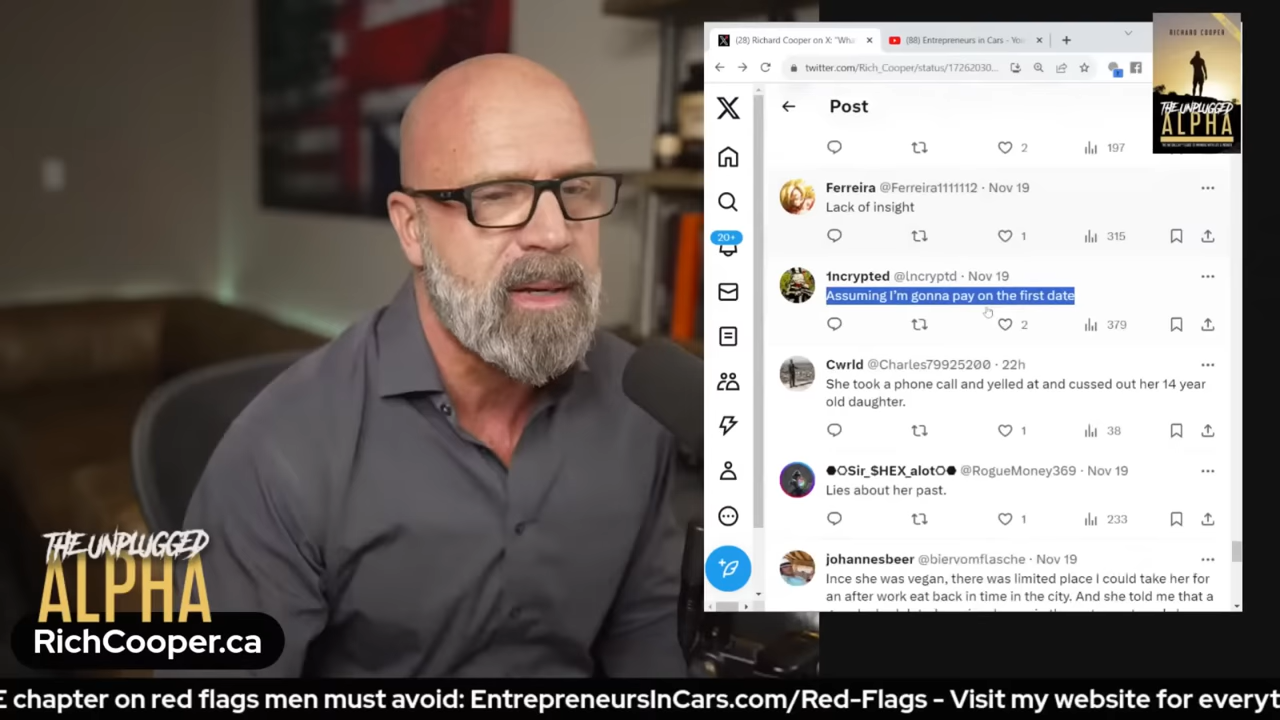 (28) Richard Cooper on X: "Wha
(88) Entrepreneurs in Cars - You
twitter.com/Rich_Cooper/status/17262030...
RICHARD COOPER
THE UNPLUGGED
ALPHA
Post
2
197
20+
Ferreira @Ferreira1111112 · Nov 19
Lack of insight
1
315
1ncrypted @lncryptd · Nov 19
Assuming I'm gonna pay on the first date
2
379
Cwrld @Charles79925200 · 22h
She took a phone call and yelled at and cussed out her 14 year
old daughter.
1
38
⬣⎔Sir_$HEX_alot⎔⬣ @RogueMoney369 · Nov 19
Lies about her past.
1
233
johannesbeer @biervomflasche · Nov 19
Ince she was vegan, there was limited place I could take her for
an after work eat back in time in the city. And she told me that a
THE UNPLUGGED
ALPHA
RichCooper.ca
E chapter on red flags men must avoid: EntrepreneursInCars.com/Red-Flags - Visit my website for everyt